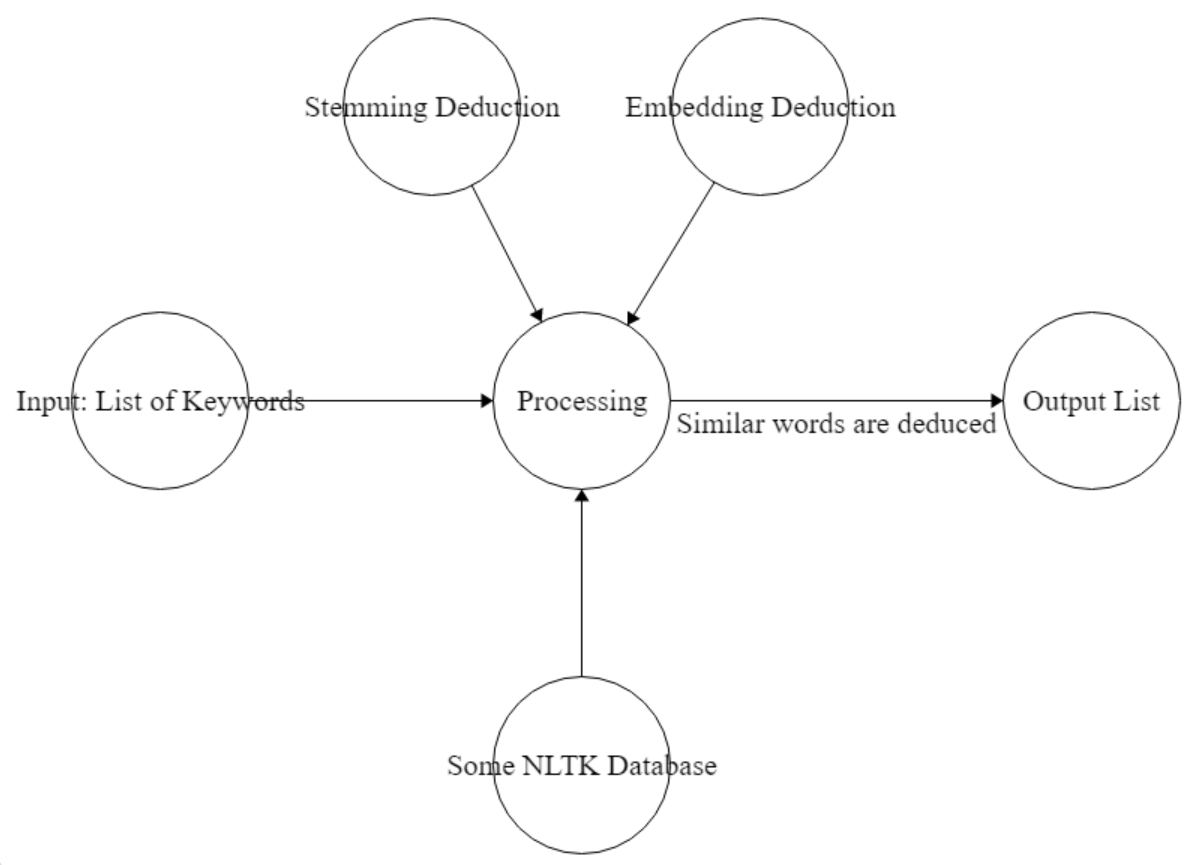 Stemming Deduction
Embedding Deduction
Input: List of Keywords
Processing
Similar words are deduced
Output List
Some NLTK Database